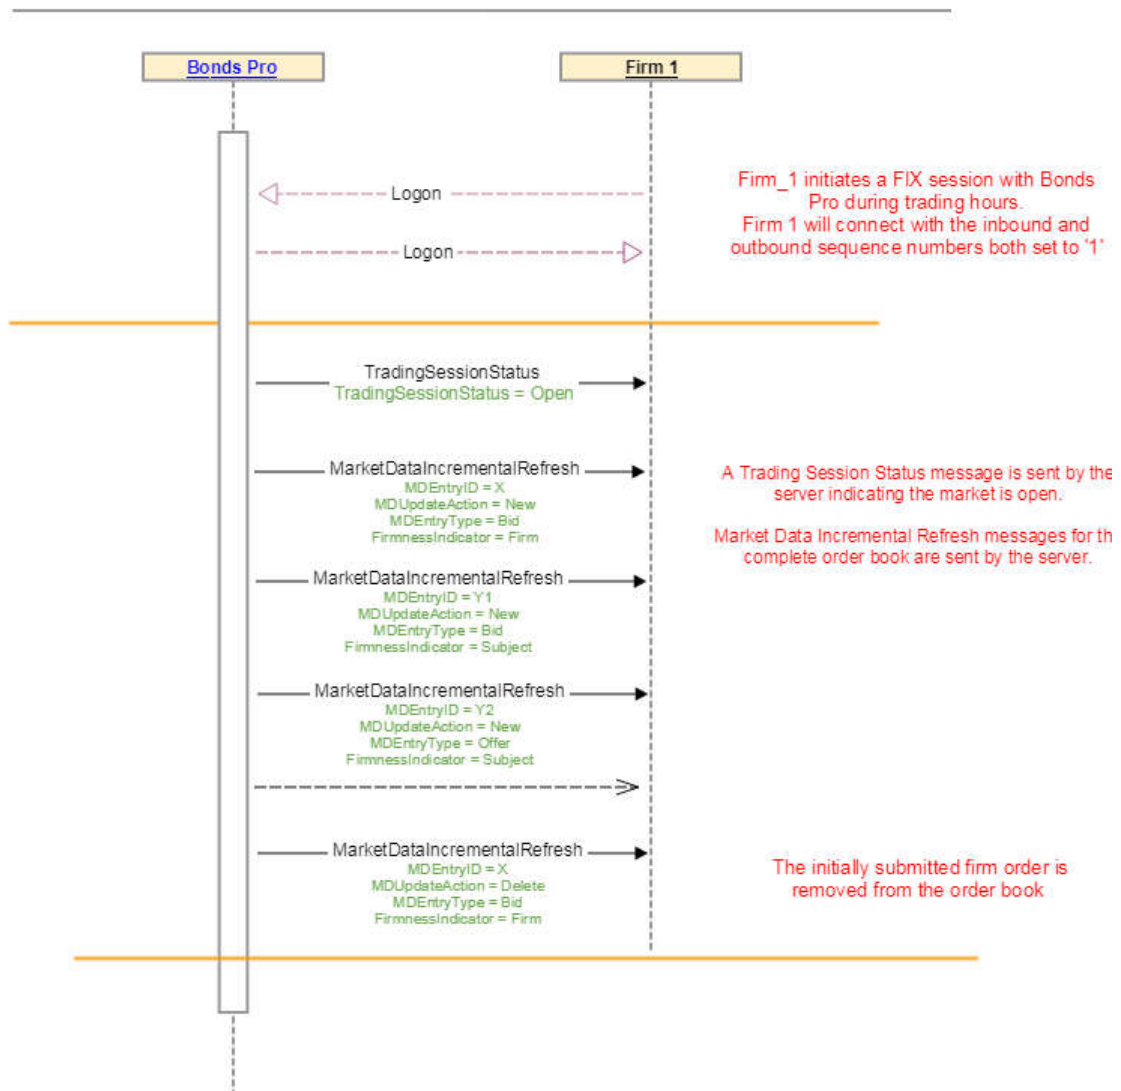 Bonds Pro
Firm 1
Logon
Firm_1 initiates a FIX session with Bonds
Pro during trading hours.
Firm 1 will connect with the inbound and
outbound sequence numbers both set to '1'
Logon
TradingSessionStatus
TradingSessionStatus = Open
MarketDataIncrementalRefresh
MDEntryID = X
MDUpdateAction = New
MDEntryType = Bid
FirmnessIndicator = Firm
A Trading Session Status message is sent by the
server indicating the market is open.
Market Data Incremental Refresh messages for th
complete order book are sent by the server.
MarketDataIncrementalRefresh
MDEntryID = Y1
MDUpdateAction = New
MDEntryType = Bid
FirmnessIndicator = Subject
MarketDataIncrementalRefresh
MDEntryID = Y2
MDUpdateAction = New
MDEntryType = Offer
FirmnessIndicator = Subject
MarketDataIncrementalRefresh
MDEntryID = X
MDUpdateAction = Delete
MDEntryType = Bid
FirmnessIndicator = Firm
The initially submitted firm order is
removed from the order book